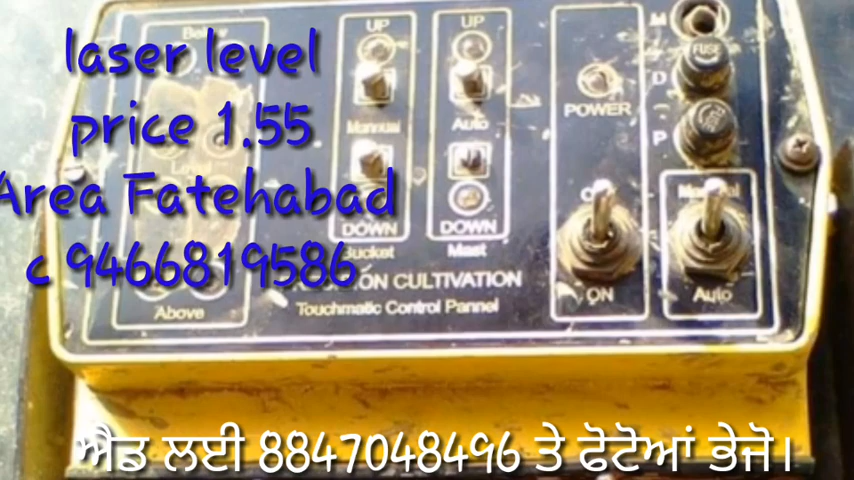 laser level
price 1.55
Area Fatehabad
c 9466819586
UP
Manual
DOWN
Bucket
UP
Auto
DOWN
Mast
POWER
ON
M
FUSE
D
P
Manual
Auto
Above
ON CULTIVATION
Touchmatic Control Pannel
ਐਡ ਲਈ 8847048496 ਤੇ ਫੋਟੋਆਂ ਭੇਜੋ।